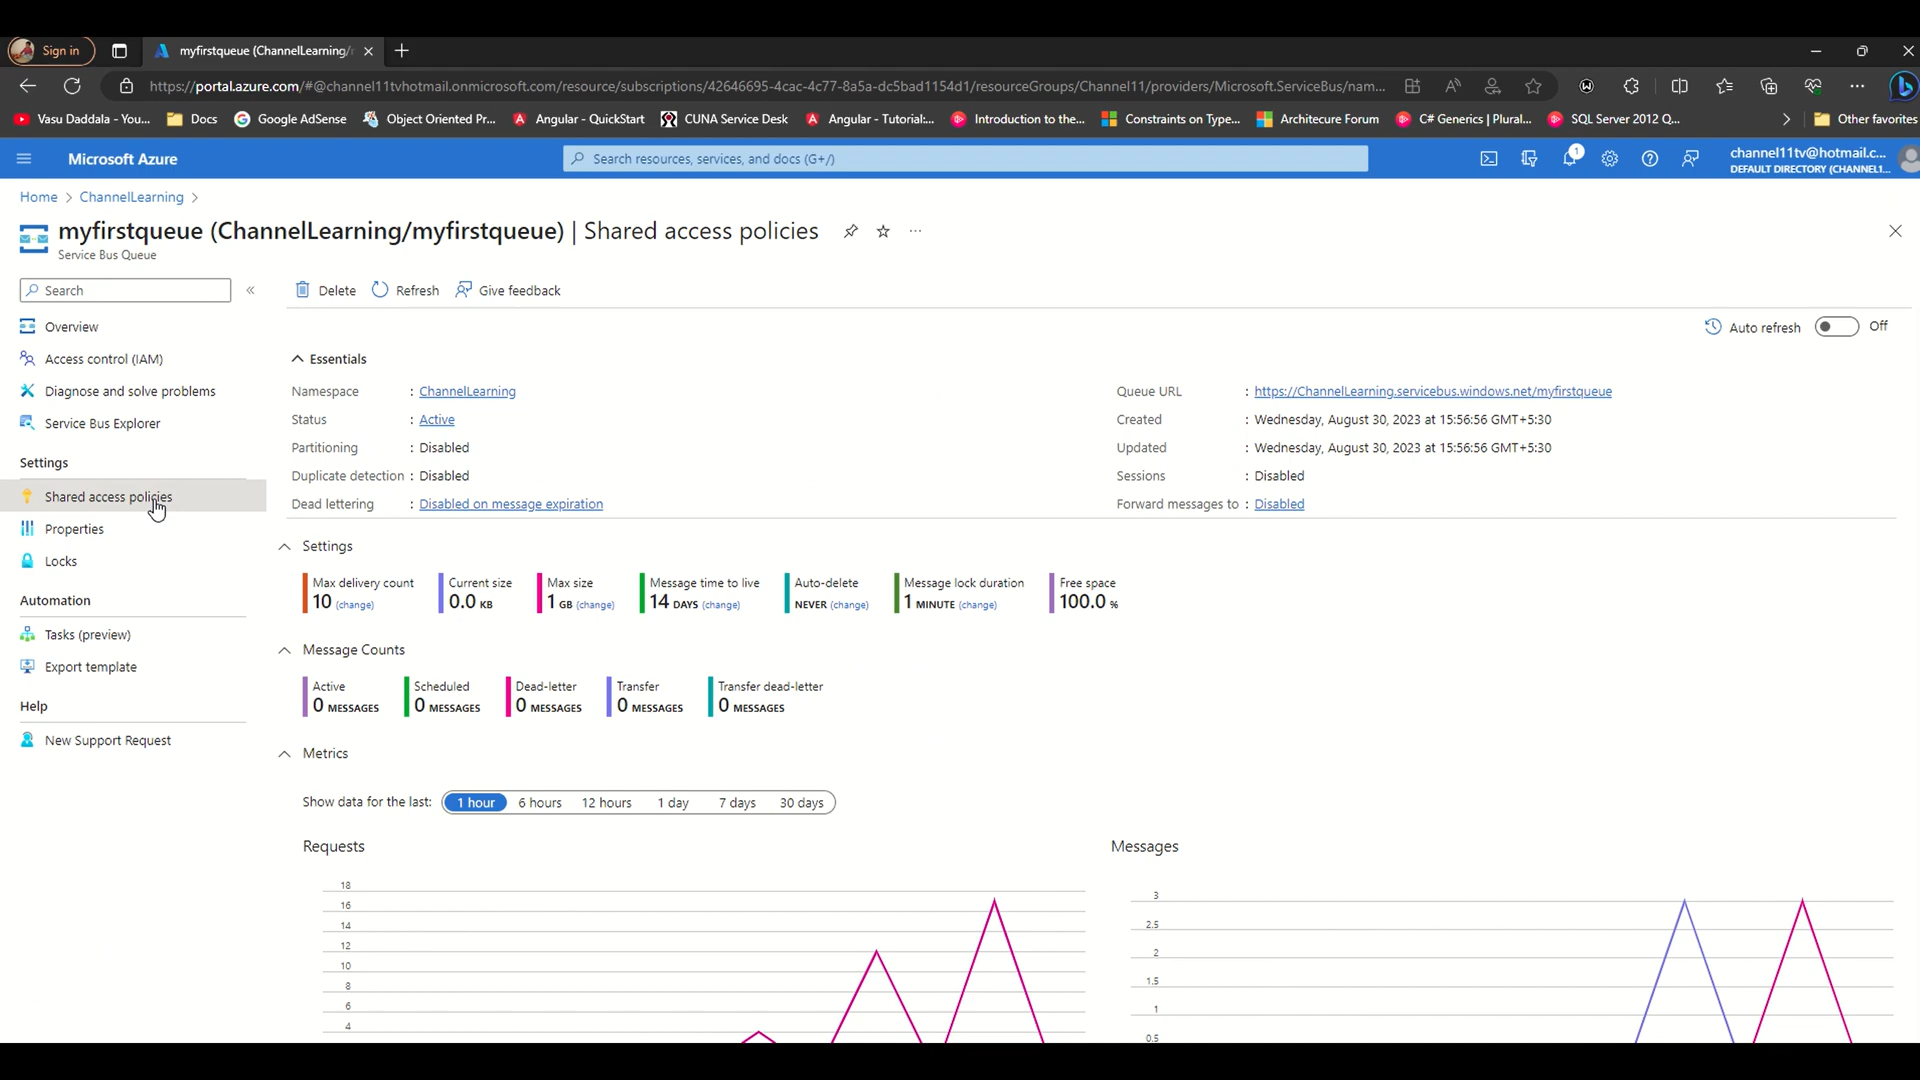 Sign in
myfirstqueue (ChannelLearning/
https://portal.azure.com/#@channel11tvhotmail.onmicrosoft.com/resource/subscriptions/42646695-4cac-4c77-8a5a-dc5bad1154d1/resourceGroups/Channel11/providers/Microsoft.ServiceBus/nam...
Vasu Daddala - You... Docs Google AdSense Object Oriented Pr... Angular - QuickStart CUNA Service Desk Angular - Tutorial:... Introduction to the... Constraints on Type... Architecure Forum C# Generics | Plural... SQL Server 2012 Q... Other favorites
Microsoft Azure
Search resources, services, and docs (G+/)
1
channel11tv@hotmail.c...
DEFAULT DIRECTORY (CHANNEL1...
Home > ChannelLearning >
myfirstqueue (ChannelLearning/myfirstqueue) | Shared access policies ...
Service Bus Queue
Search «
Delete Refresh Give feedback
Overview
Auto refresh Off
Access control (IAM)
Essentials
Diagnose and solve problems
Namespace : ChannelLearning
Queue URL : https://ChannelLearning.servicebus.windows.net/myfirstqueue
Service Bus Explorer
Status : Active
Created : Wednesday, August 30, 2023 at 15:56:56 GMT+5:30
Partitioning : Disabled
Updated : Wednesday, August 30, 2023 at 15:56:56 GMT+5:30
Settings
Duplicate detection : Disabled
Sessions : Disabled
Shared access policies
Dead lettering : Disabled on message expiration
Forward messages to : Disabled
Properties
Locks
Settings
Max delivery count
10 (change)
Current size
0.0 KB
Max size
1 GB (change)
Message time to live
14 DAYS (change)
Auto-delete
NEVER (change)
Message lock duration
1 MINUTE (change)
Free space
100.0 %
Automation
Tasks (preview)
Export template
Message Counts
Active
0 MESSAGES
Scheduled
0 MESSAGES
Dead-letter
0 MESSAGES
Transfer
0 MESSAGES
Transfer dead-letter
0 MESSAGES
Help
New Support Request
Metrics
Show data for the last: 1 hour 6 hours 12 hours 1 day 7 days 30 days
Requests
18
16
14
12
10
8
6
4
Messages
3
2.5
2
1.5
1
0.5